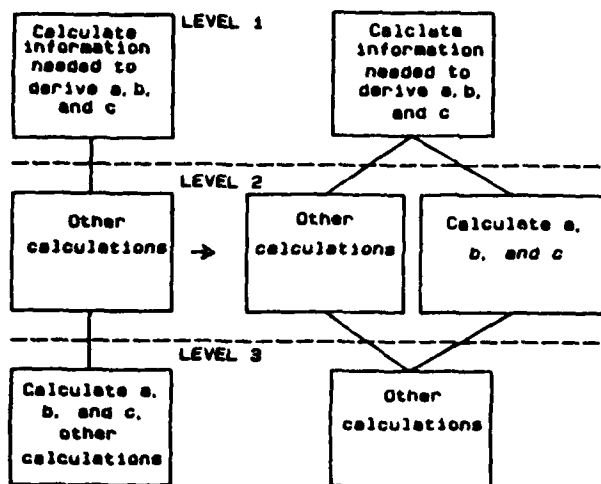 LEVEL 1
Calculate
information
needed to
derive a, b,
and c
Calclate
information
needed to
derive a, b,
and c
LEVEL 2
Other
calculations
→
Other
calculations
Calculate a,
b, and c
LEVEL 3
Calculate a,
b, and c,
other
calculations
Other
calculations